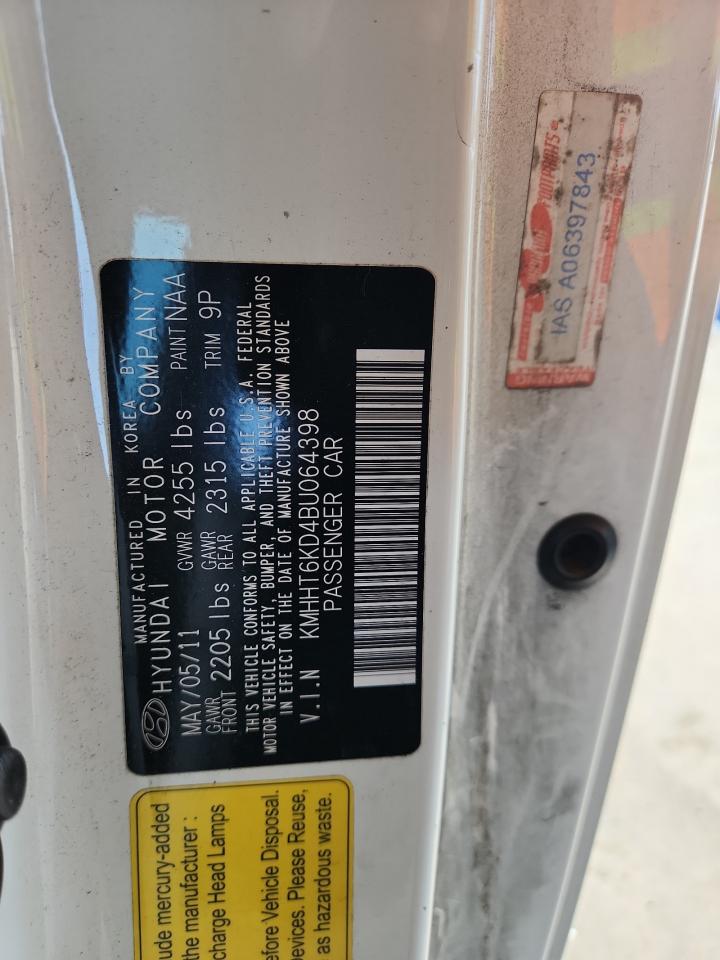 MANUFACTURED IN KOREA BY
HYUNDAI MOTOR COMPANY
MAY/05/11 GVWR 4255 lbs PAINT NAA
GAWR FRONT 2205 lbs GAWR REAR 2315 lbs TRIM 9P
THIS VEHICLE CONFORMS TO ALL APPLICABLE U.S.A. FEDERAL
MOTOR VEHICLE SAFETY, BUMPER, AND THEFT PREVENTION STANDARDS
IN EFFECT ON THE DATE OF MANUFACTURE SHOWN ABOVE
V.I.N KMHHT6KD4BU064398
PASSENGER CAR
ude mercury-added
the manufacturer :
charge Head Lamps
efore Vehicle Disposal.
evices. Please Reuse,
as hazardous waste.
FOOTPRINTS
IAS A06397843